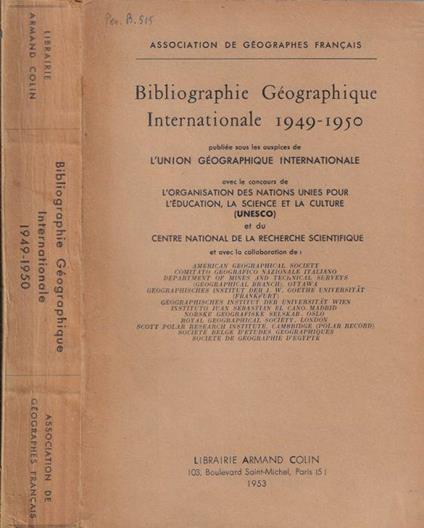 LIBRAIRIE
ARMAND COLIN
Bibliographie Géographique
Internationale
1949-1950
ASSOCIATION DE
GÉOGRAPHES FRANÇAIS
Per. B. 515
ASSOCIATION DE GÉOGRAPHES FRANÇAIS
Bibliographie Géographique
Internationale 1949-1950
publiée sous les auspices de
L'UNION GÉOGRAPHIQUE INTERNATIONALE
avec le concours de
L'ORGANISATION DES NATIONS UNIES POUR
L'ÉDUCATION, LA SCIENCE ET LA CULTURE
(UNESCO)
et du
CENTRE NATIONAL DE LA RECHERCHE SCIENTIFIQUE
et avec la collaboration de :
AMERICAN GEOGRAPHICAL SOCIETY
COMITATO GEOGRAFICO NAZIONALE ITALIANO
DEPARTMENT OF MINES AND TECHNICAL SURVEYS
(GEOGRAPHICAL BRANCH), OTTAWA
GEOGRAPHISCHES INSTITUT DER J. W. GOETHE UNIVERSITÄT
(FRANKFURT)
GEOGRAPHISCHES INSTITUT DER UNIVERSITÄT WIEN
INSTITUTO JUAN SEBASTIAN EL CANO, MADRID
NORSKE GEOGRAFISKE SELSKAB, OSLO
ROYAL GEOGRAPHICAL SOCIETY, LONDON
SCOTT POLAR RESEARCH INSTITUTE, CAMBRIDGE (POLAR RECORD)
SOCIÉTÉ BELGE D'ÉTUDES GÉOGRAPHIQUES
SOCIÉTÉ DE GÉOGRAPHIE D'EGYPTE
LIBRAIRIE ARMAND COLIN
103, Boulevard Saint-Michel, Paris (5)
1953